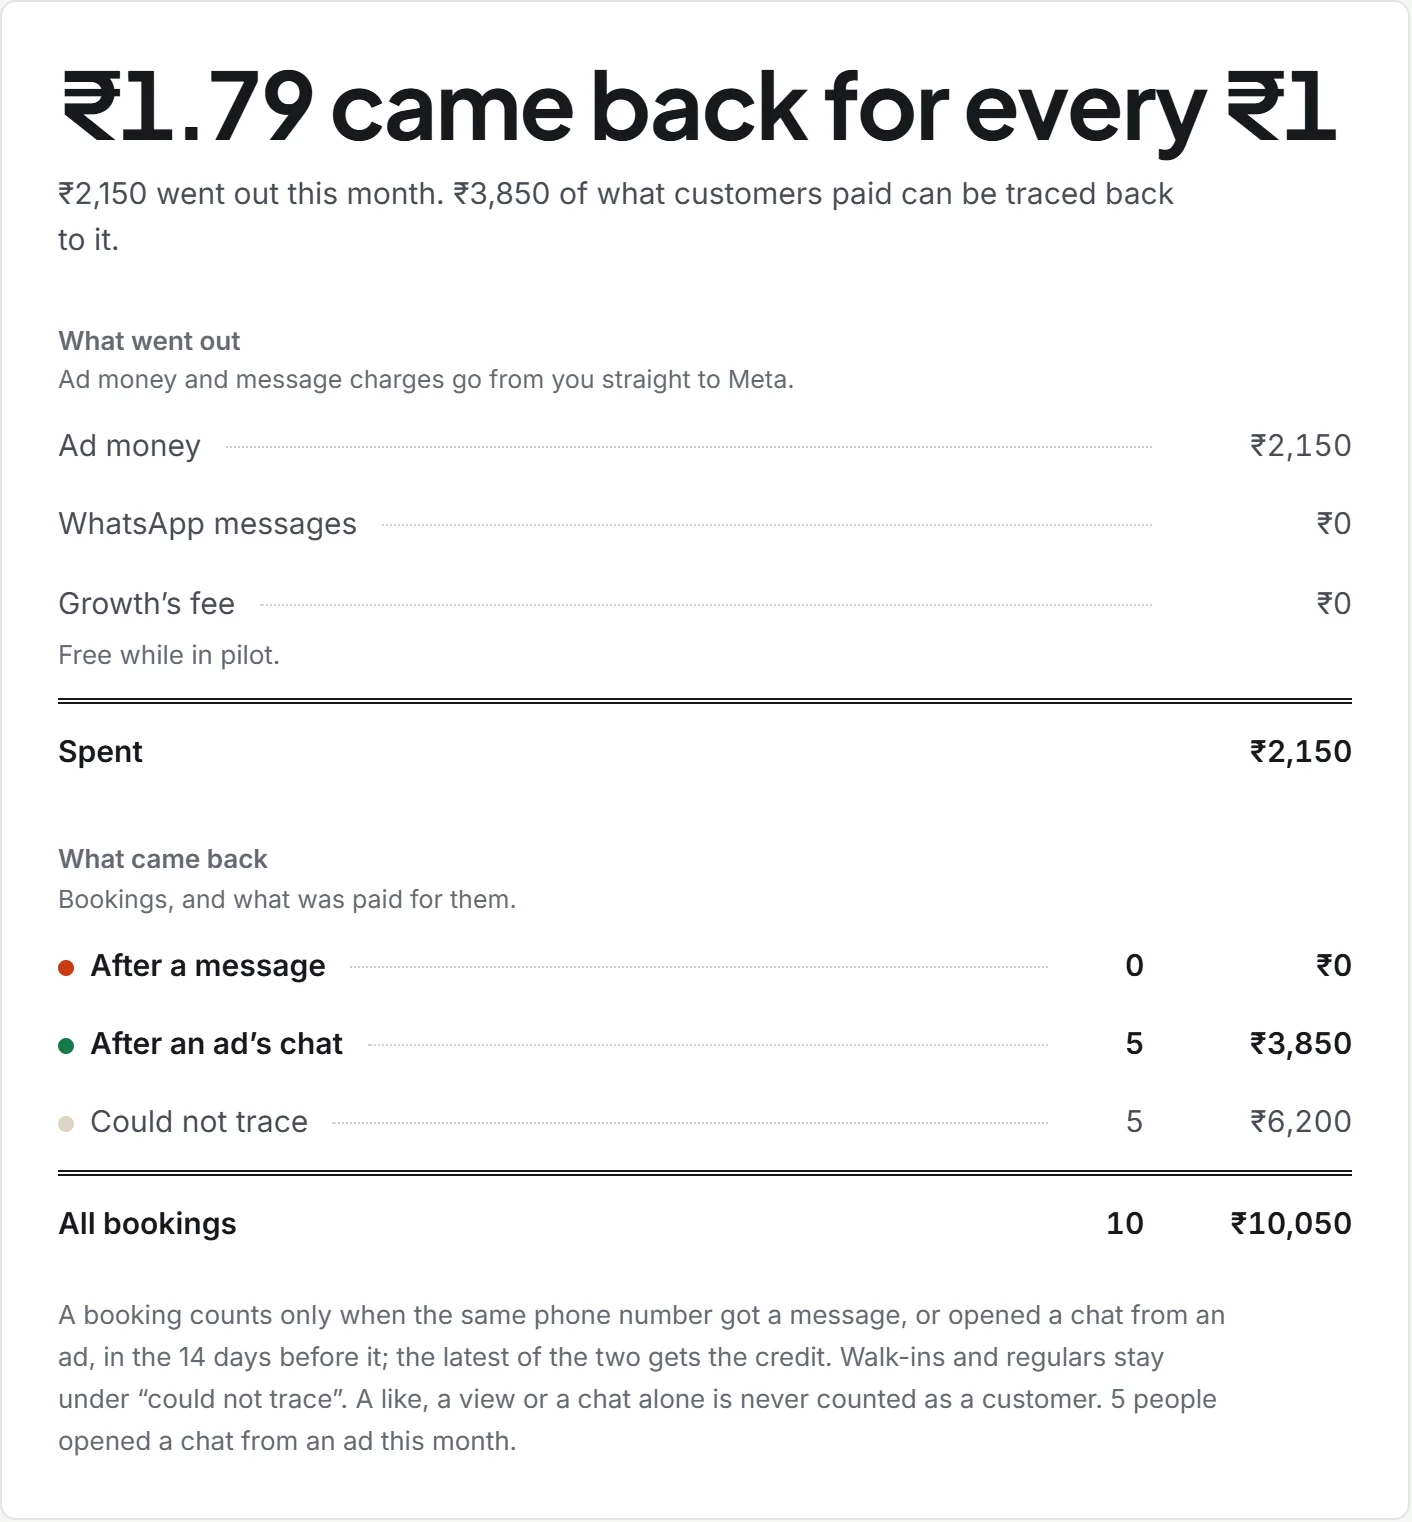 ₹1.79 came back for every ₹1
₹2,150 went out this month. ₹3,850 of what customers paid can be traced back
to it.
What went out
Ad money and message charges go from you straight to Meta.
Ad money ₹2,150
WhatsApp messages ₹0
Growth’s fee ₹0
Free while in pilot.
Spent ₹2,150
What came back
Bookings, and what was paid for them.
After a message 0 ₹0
After an ad’s chat 5 ₹3,850
Could not trace 5 ₹6,200
All bookings 10 ₹10,050
A booking counts only when the same phone number got a message, or opened a chat from an
ad, in the 14 days before it; the latest of the two gets the credit. Walk-ins and regulars stay
under “could not trace”. A like, a view or a chat alone is never counted as a customer. 5 people
opened a chat from an ad this month.